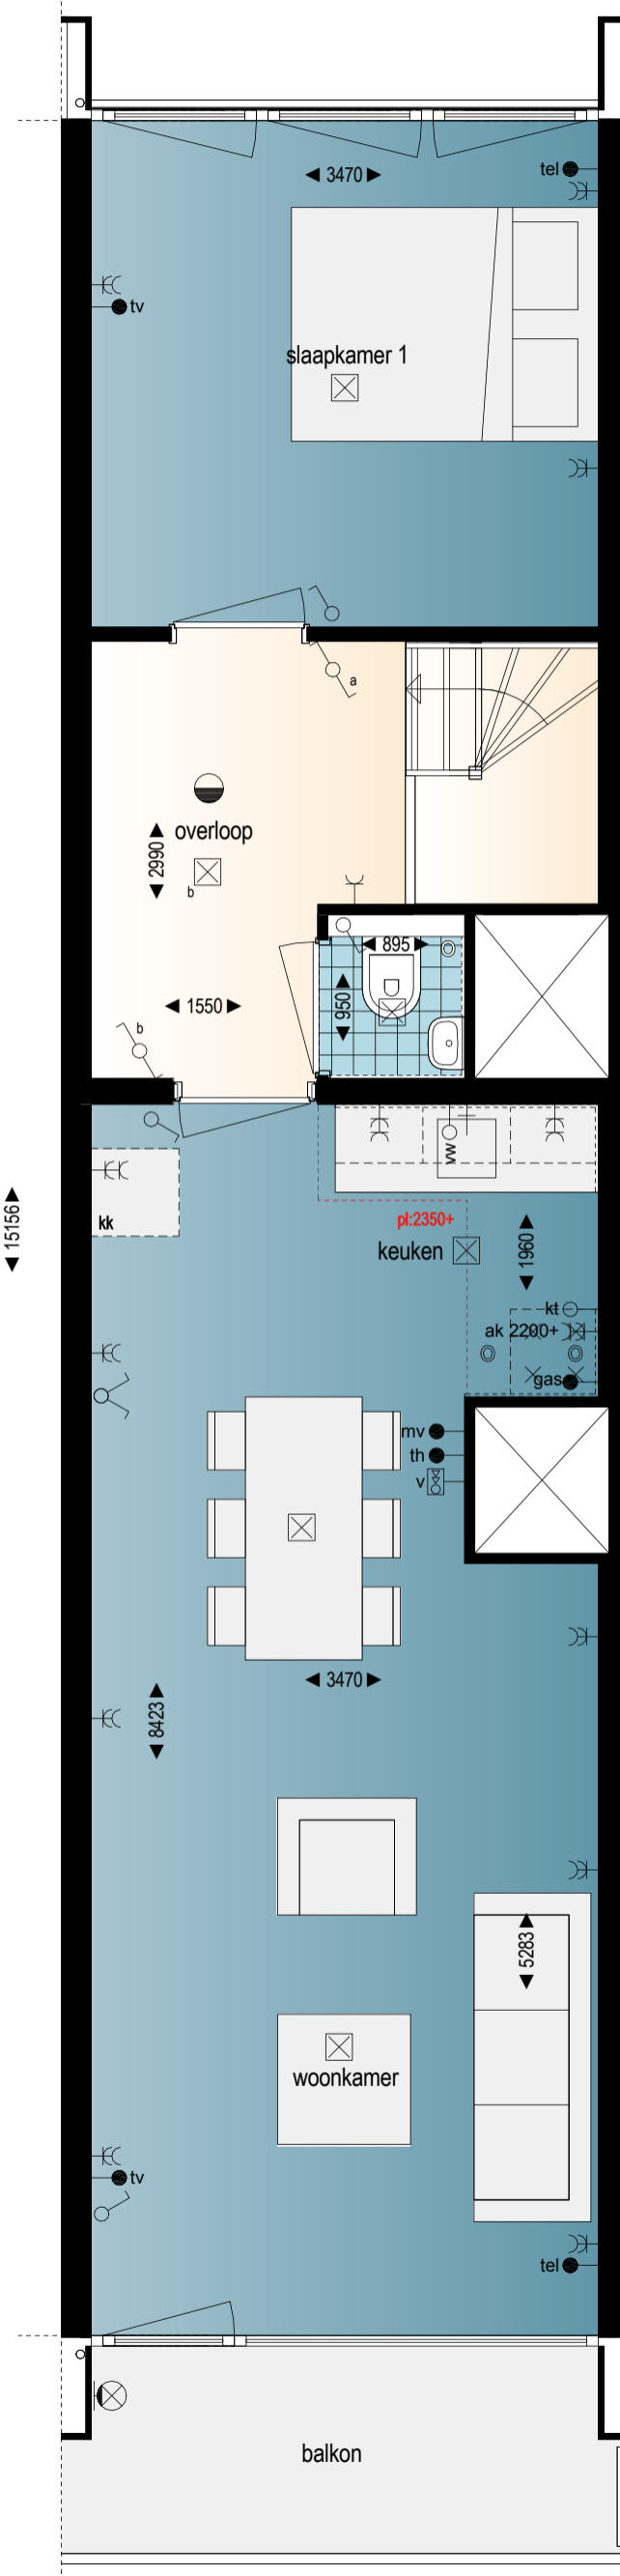 3470
tel
tv
slaapkamer 1
a
2990
overloop
b
895
950
1550
b
vw
15156
kk
pl:2350+
keuken
1960
kt
ak 2200+
gas
mv
th
v
3470
8423
5283
woonkamer
tv
tel
balkon